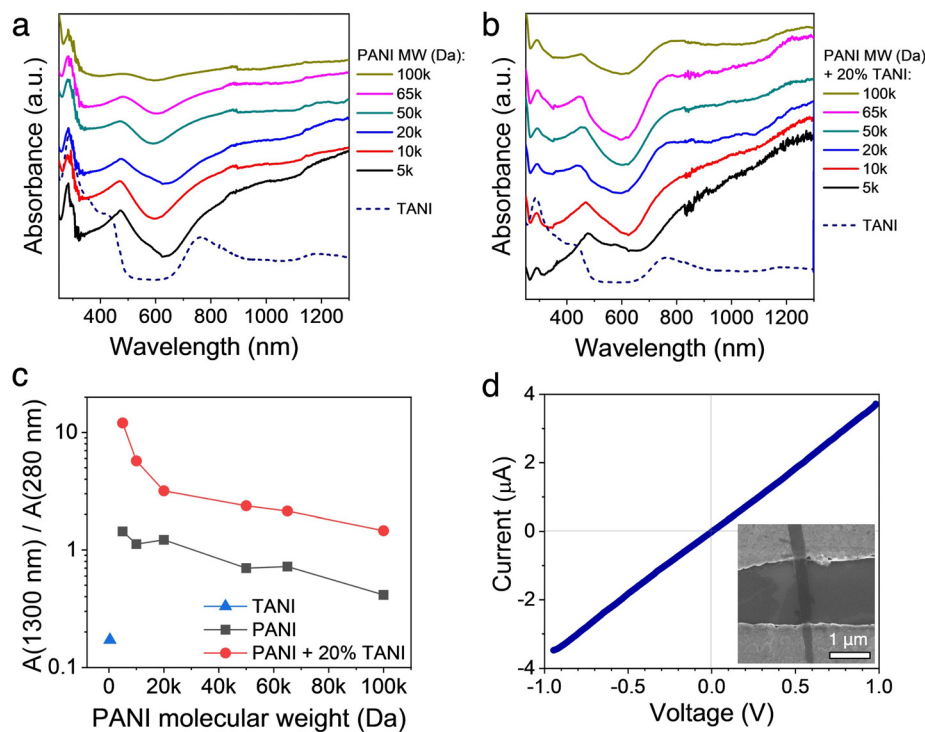 a
Absorbance (a.u.)
400 600 800 1000 1200
Wavelength (nm)
PANI MW (Da):
100k
65k
50k
20k
10k
5k
TANI
b
Absorbance (a.u.)
400 600 800 1000 1200
Wavelength (nm)
PANI MW (Da)
+ 20% TANI:
100k
65k
50k
20k
10k
5k
TANI
c
A(1300 nm) / A(280 nm)
10
1
0.1
TANI
PANI
PANI + 20% TANI
0 20k 40k 60k 80k 100k
PANI molecular weight (Da)
d
Current (μA)
4
2
0
-2
-4
1 μm
-1.0 -0.5 0.0 0.5 1.0
Voltage (V)